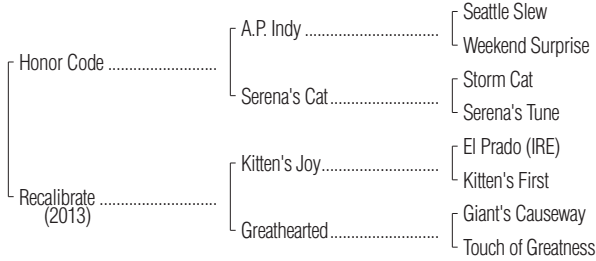 Seattle Slew
A.P. Indy ............................
Weekend Surprise
Honor Code .......................
Storm Cat
Serena's Cat.......................
Serena's Tune
El Prado (IRE)
Kitten's Joy.........................
Kitten's First
Recalibrate .........................
(2013)
Giant's Causeway
Greathearted.......................
Touch of Greatness